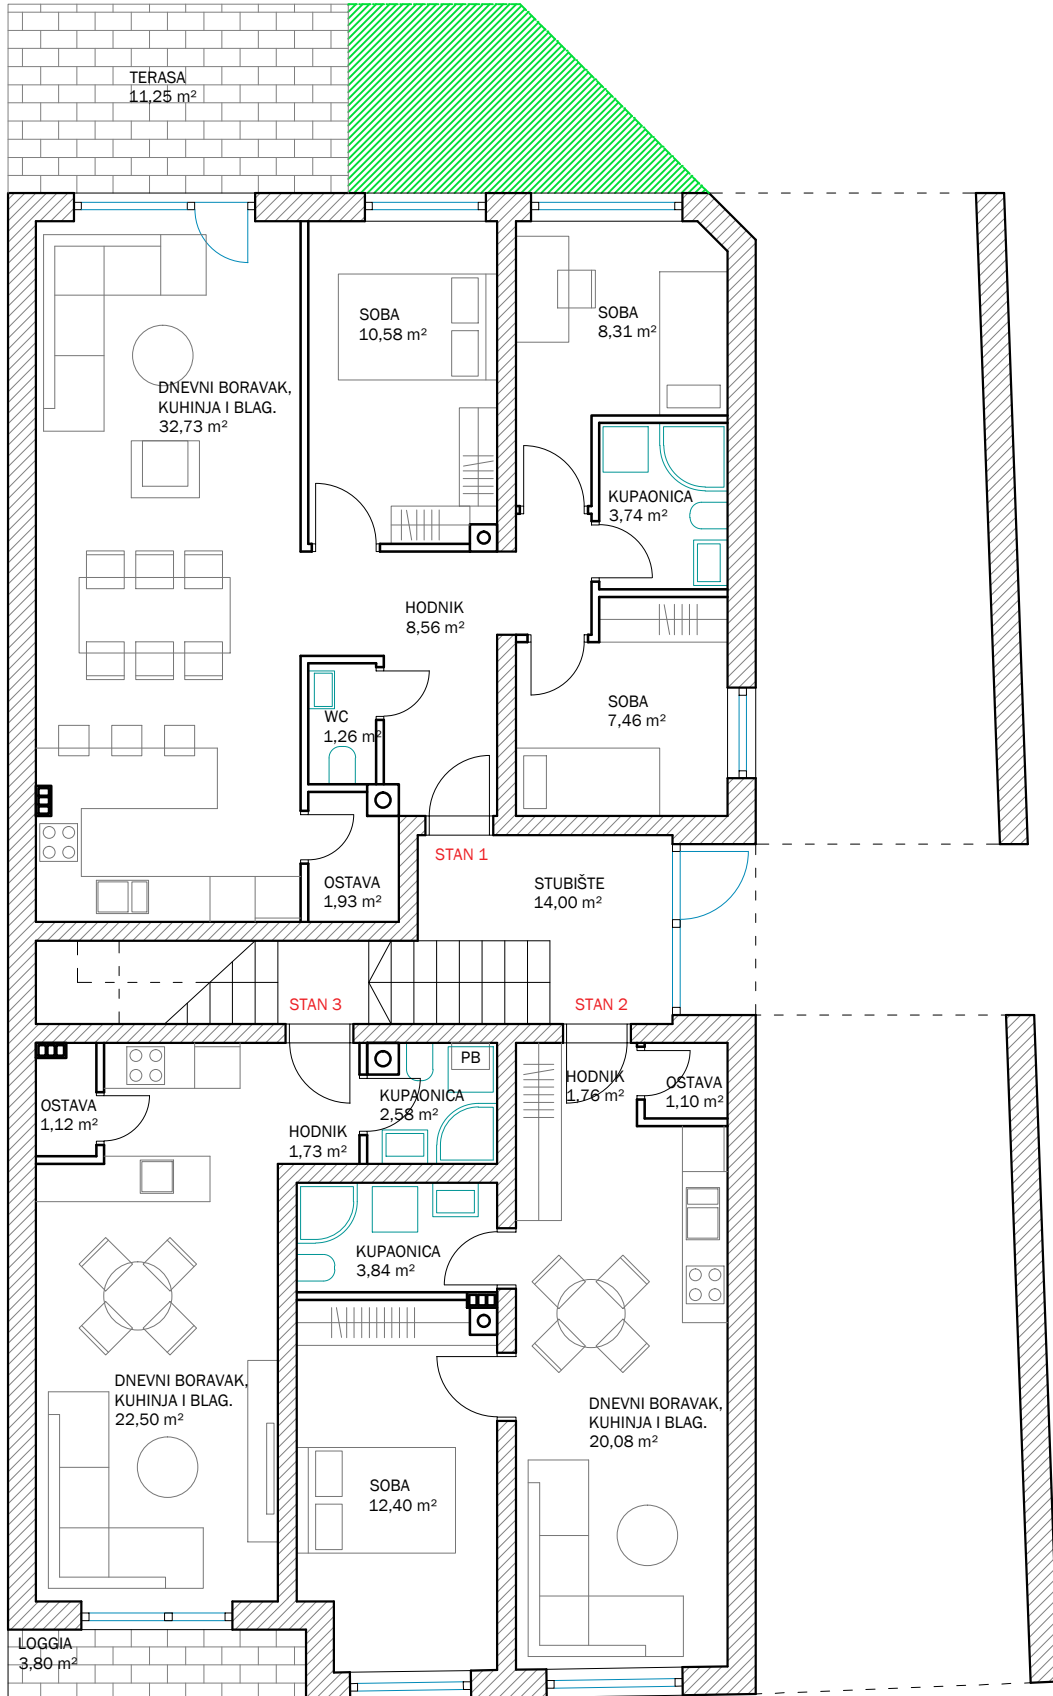 TERASA
11,25 m²
SOBA
10,58 m²
SOBA
8,31 m²
DNEVNI BORAVAK,
KUHINJA I BLAG.
32,73 m²
KUPAONICA
3,74 m²
HODNIK
8,56 m²
SOBA
7,46 m²
WC
1,26 m²
STAN 1
OSTAVA
1,93 m²
STUBIŠTE
14,00 m²
STAN 3
STAN 2
PB
OSTAVA
1,12 m²
KUPAONICA
2,58 m²
HODNIK
1,76 m²
OSTAVA
1,10 m²
HODNIK
1,73 m²
KUPAONICA
3,84 m²
DNEVNI BORAVAK,
KUHINJA I BLAG.
22,50 m²
DNEVNI BORAVAK,
KUHINJA I BLAG.
20,08 m²
SOBA
12,40 m²
LOGGIA
3,80 m²